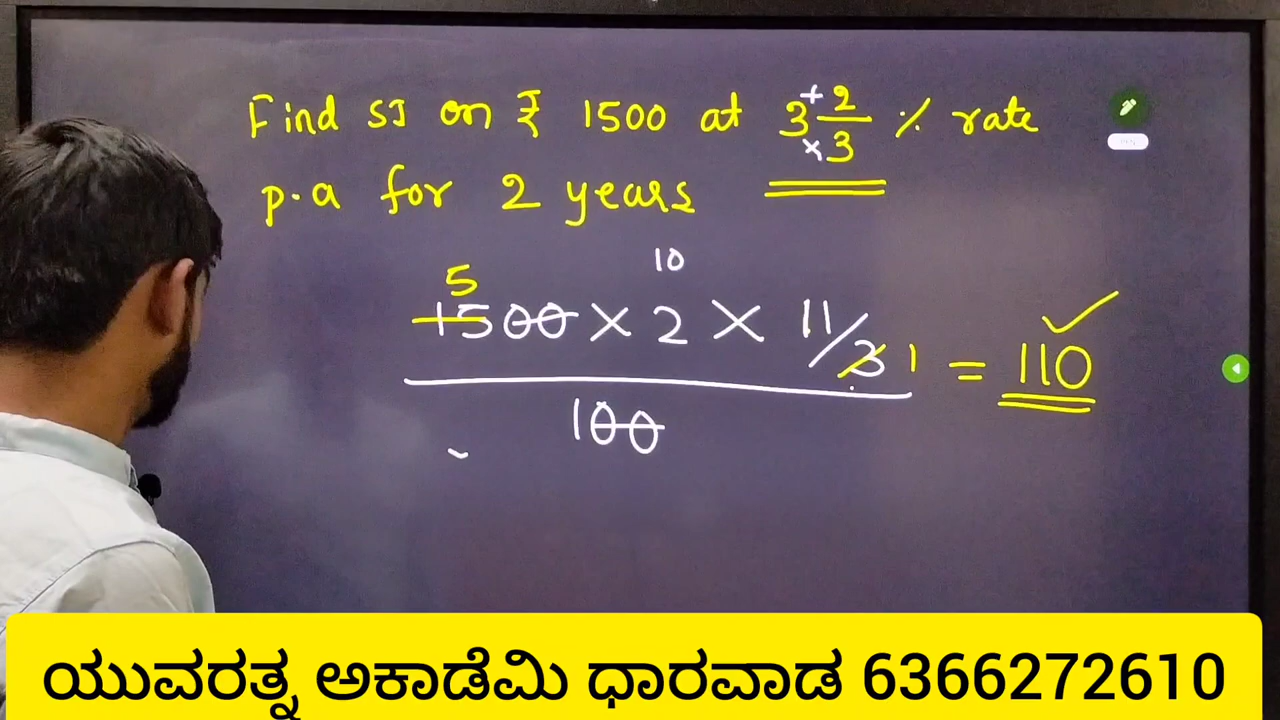 Find SI on ₹ 1500 at 3 + 2/3 × % rate
p.a for 2 years
5 10
1500 × 2 × 11/3 1 = 110 ✓
100
ಯುವರತ್ನ ಅಕಾಡೆಮಿ ಧಾರವಾಡ 6366272610